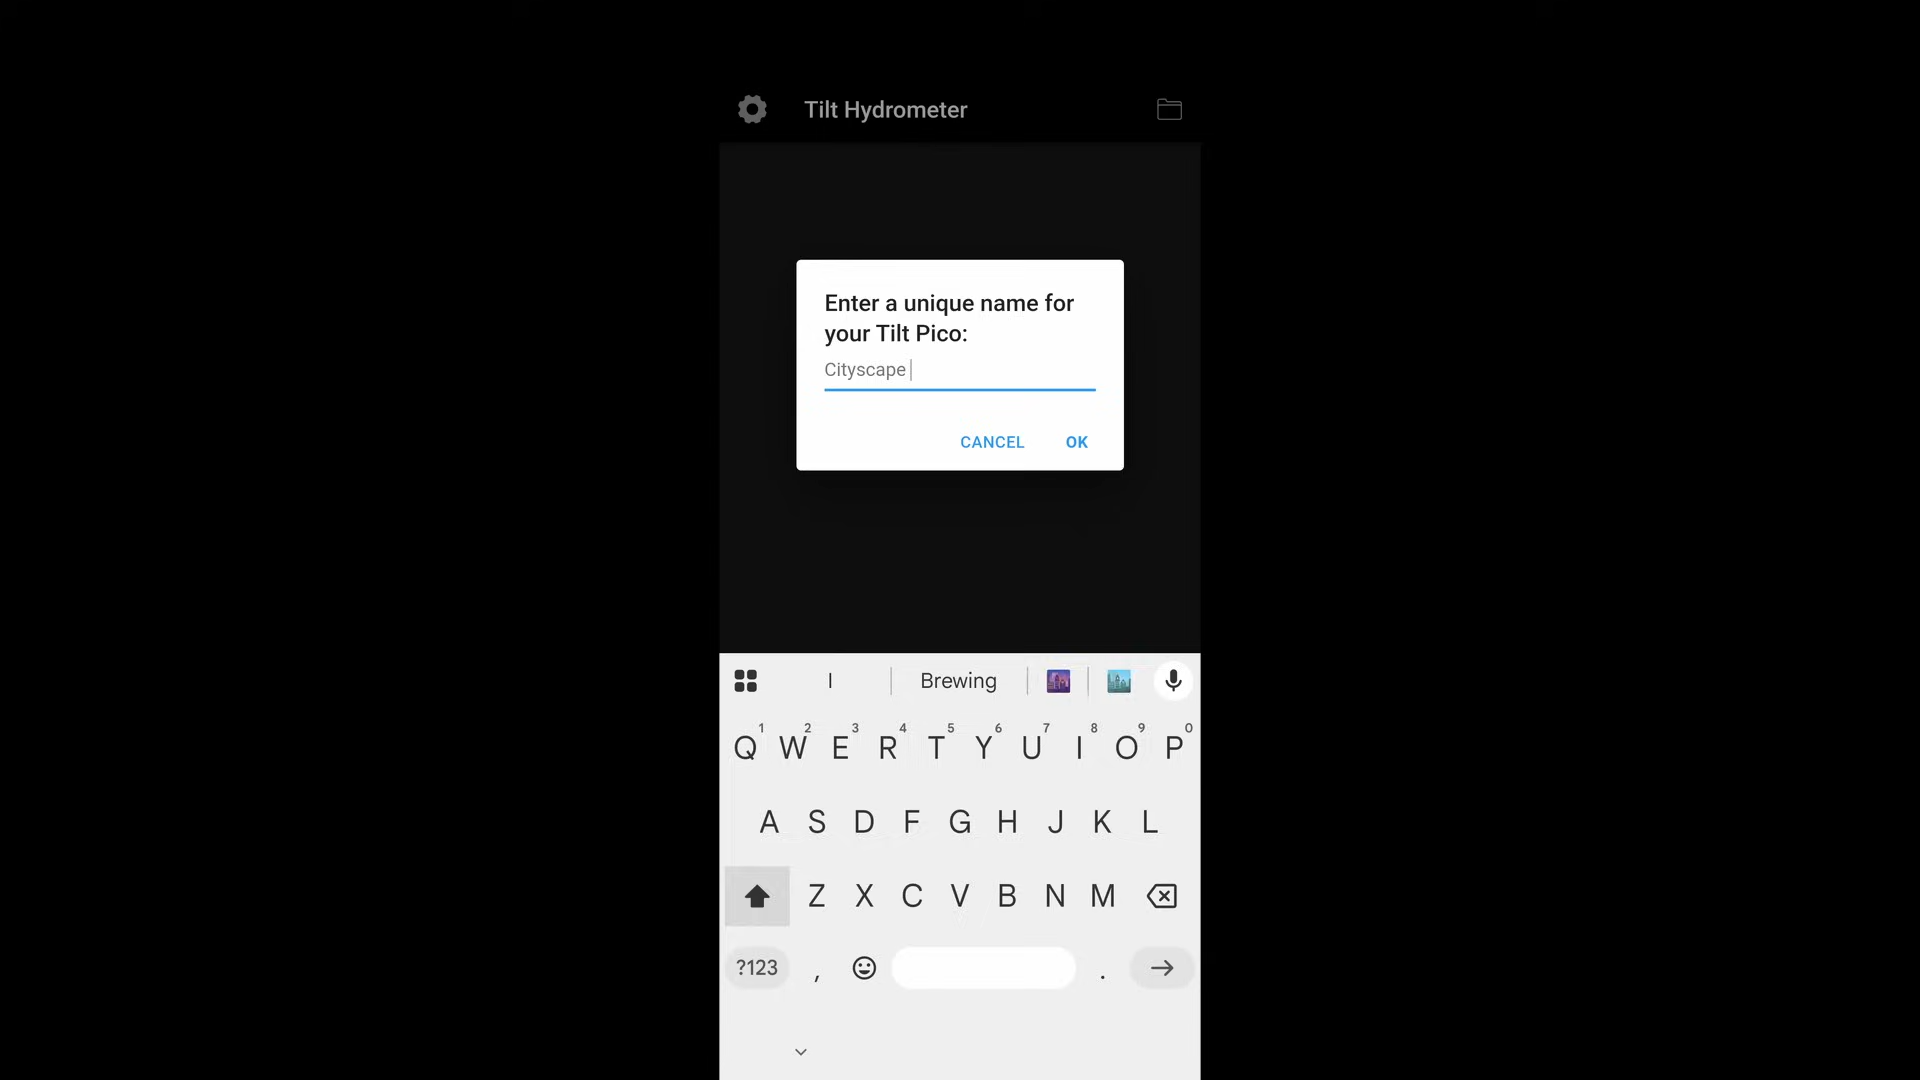 Tilt Hydrometer
Enter a unique name for
your Tilt Pico:
Cityscape
CANCEL OK
I Brewing
1 2 3 4 5 6 7 8 9 0
Q W E R T Y U I O P
A S D F G H J K L
Z X C V B N M
?123 , .